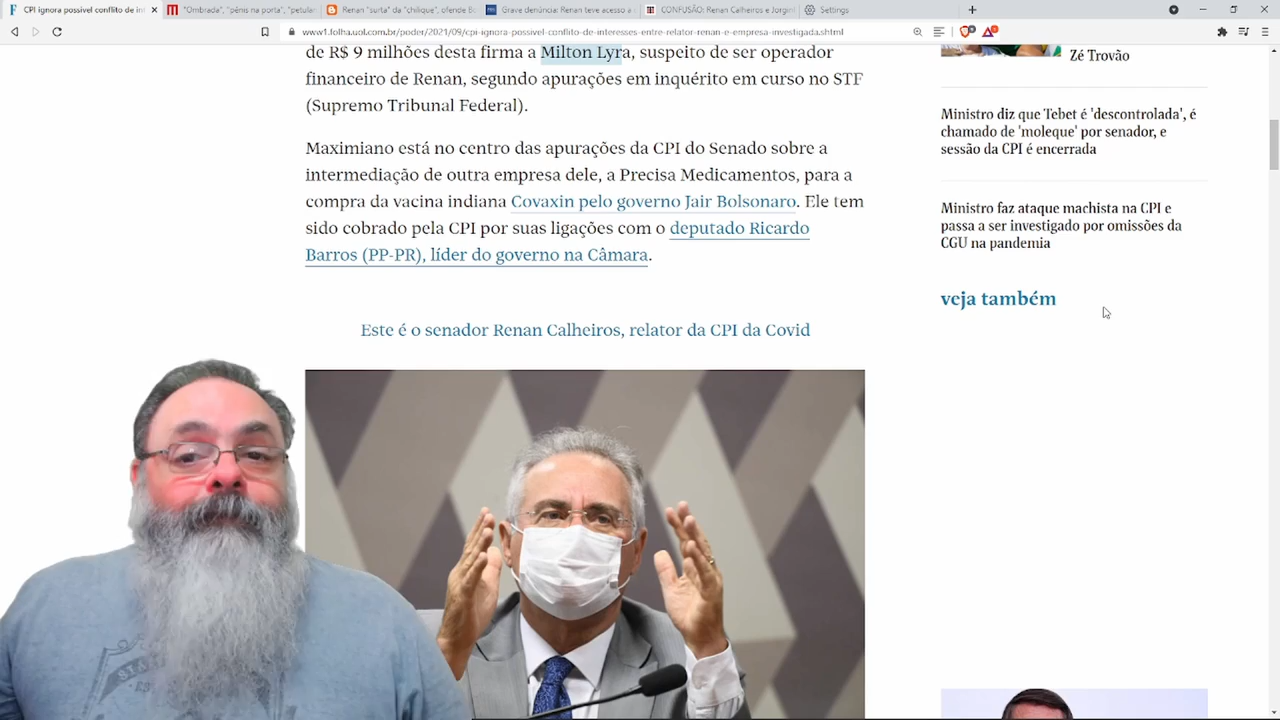 CPI ignora possível conflito de in
"Ombrada", "pênis na porta", "petular
Renan "surta" dá "chilique", ofende B
Grave denúncia: Renan teve acesso a s
CONFUSÃO: Renan Calheiros e Jorginh
Settings
www1.folha.uol.com.br/poder/2021/09/cpi-ignora-possivel-conflito-de-interesses-entre-relator-renan-e-empresa-investigada.shtml
de R$ 9 milhões desta firma a Milton Lyra, suspeito de ser operador
financeiro de Renan, segundo apurações em inquérito em curso no STF
(Supremo Tribunal Federal).
Maximiano está no centro das apurações da CPI do Senado sobre a
intermediação de outra empresa dele, a Precisa Medicamentos, para a
compra da vacina indiana Covaxin pelo governo Jair Bolsonaro. Ele tem
sido cobrado pela CPI por suas ligações com o deputado Ricardo
Barros (PP-PR), líder do governo na Câmara.
Este é o senador Renan Calheiros, relator da CPI da Covid
Zé Trovão
Ministro diz que Tebet é 'descontrolada', é
chamado de 'moleque' por senador, e
sessão da CPI é encerrada
Ministro faz ataque machista na CPI e
passa a ser investigado por omissões da
CGU na pandemia
veja também